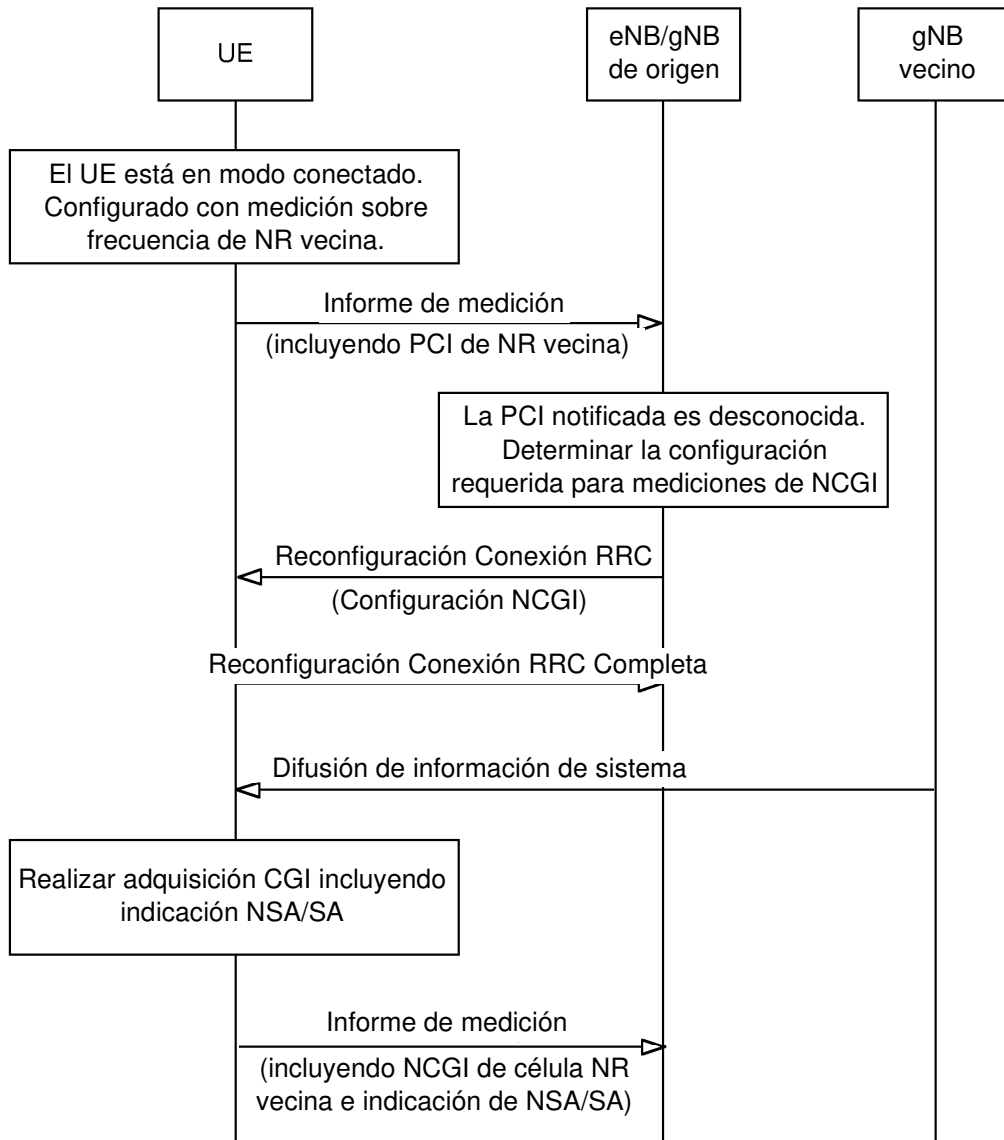 UE
eNB/gNB
de origen
gNB
vecino
El UE está en modo conectado.
Configurado con medición sobre
frecuencia de NR vecina.
Informe de medición
(incluyendo PCI de NR vecina)
La PCI notificada es desconocida.
Determinar la configuración
requerida para mediciones de NCGI
Reconfiguración Conexión RRC
(Configuración NCGI)
Reconfiguración Conexión RRC Completa
Difusión de información de sistema
Realizar adquisición CGI incluyendo
indicación NSA/SA
Informe de medición
(incluyendo NCGI de célula NR
vecina e indicación de NSA/SA)